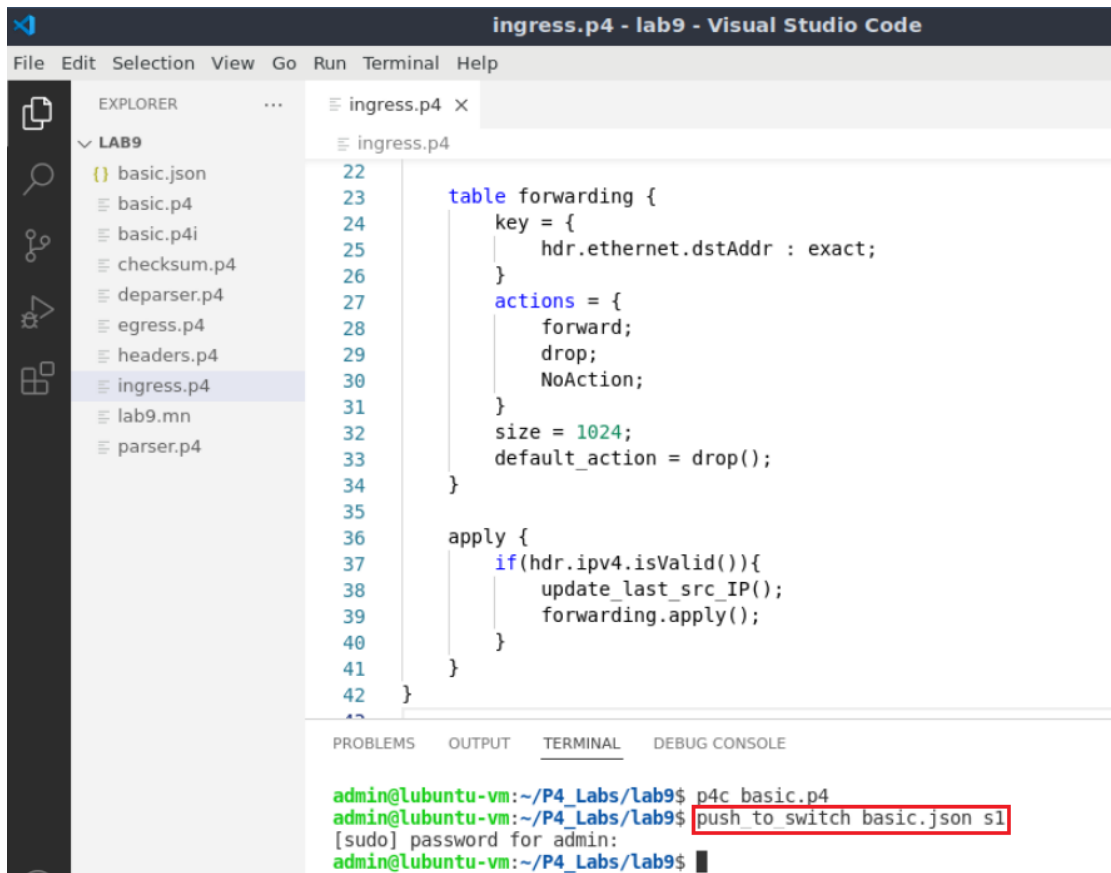 ingress.p4 - lab9 - Visual Studio Code
File Edit Selection View Go Run Terminal Help
EXPLORER ...
LAB9
{} basic.json
basic.p4
basic.p4i
checksum.p4
deparser.p4
egress.p4
headers.p4
ingress.p4
lab9.mn
parser.p4
ingress.p4 ×
ingress.p4
22
23 table forwarding {
24 key = {
25 hdr.ethernet.dstAddr : exact;
26 }
27 actions = {
28 forward;
29 drop;
30 NoAction;
31 }
32 size = 1024;
33 default_action = drop();
34 }
35
36 apply {
37 if(hdr.ipv4.isValid()){
38 update_last_src_IP();
39 forwarding.apply();
40 }
41 }
42 }
PROBLEMS OUTPUT TERMINAL DEBUG CONSOLE
admin@lubuntu-vm:~/P4_Labs/lab9$ p4c basic.p4
admin@lubuntu-vm:~/P4_Labs/lab9$ push_to_switch basic.json s1
[sudo] password for admin:
admin@lubuntu-vm:~/P4_Labs/lab9$